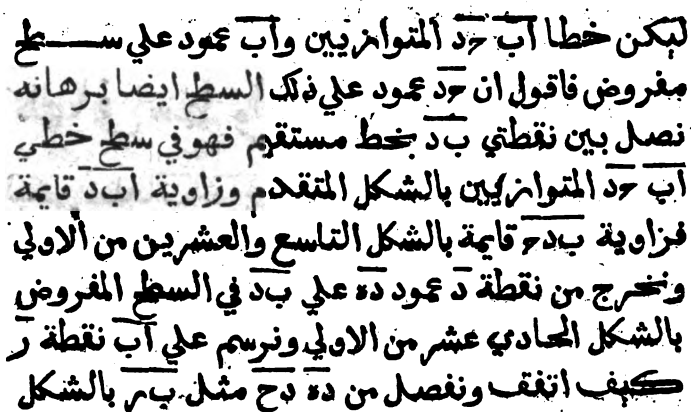 ليكن خطا اب حد المتوازيين واب عمود علي سطح
مفروض فاقول ان حد عمود علي ذلك السطح ايضا برهانه
نصل بين نقطتي ب د بخط مستقيم فهو في سطح خطي
اب حد المتوازيين بالشكل المتقدم وزاوية ابد قايمة
فزاوية بدح قايمة بالشكل التاسع والعشرين من الاولي
ونخرج من نقطة د عمود ده علي بد في السطح المفروض
بالشكل الحادي عشر من الاولي ونرسم علي اب نقطة ر
كيف اتفقت ونفصل من ده دح مثل بر بالشكل